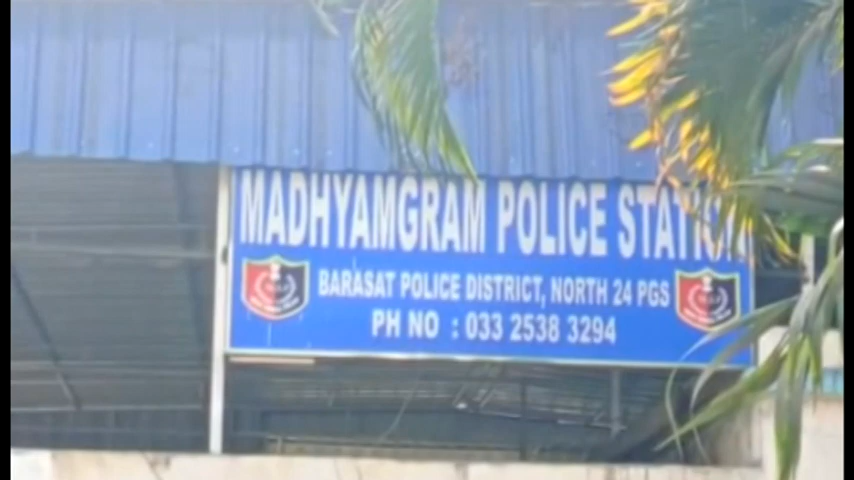 MADHYAMGRAM POLICE STATION
BARASAT POLICE DISTRICT, NORTH 24 PGS
PH NO : 033 2538 3294